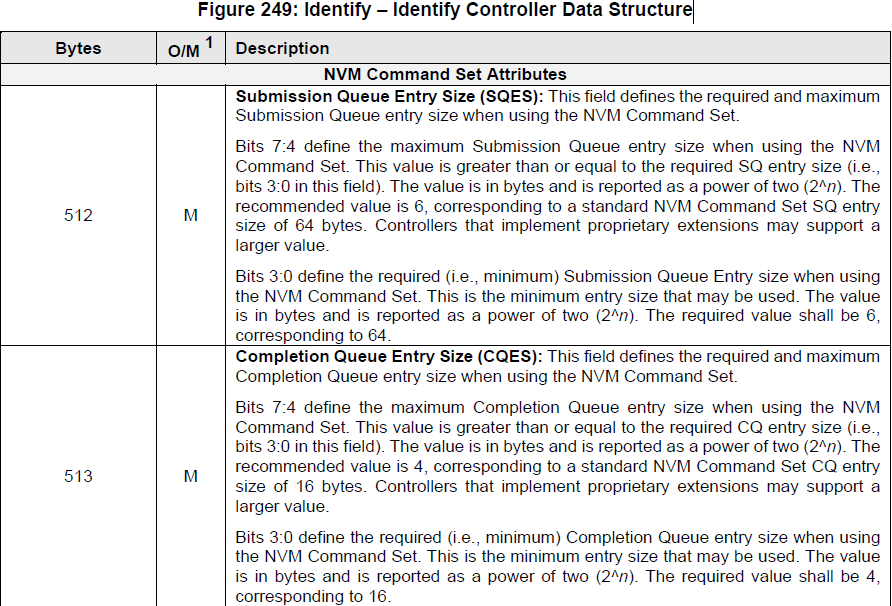 Figure 249: Identify – Identify Controller Data Structure
Bytes O/M 1 Description
NVM Command Set Attributes
512 M
Submission Queue Entry Size (SQES): This field defines the required and maximum
Submission Queue entry size when using the NVM Command Set.
Bits 7:4 define the maximum Submission Queue entry size when using the NVM
Command Set. This value is greater than or equal to the required SQ entry size (i.e.,
bits 3:0 in this field). The value is in bytes and is reported as a power of two (2^n). The
recommended value is 6, corresponding to a standard NVM Command Set SQ entry
size of 64 bytes. Controllers that implement proprietary extensions may support a
larger value.
Bits 3:0 define the required (i.e., minimum) Submission Queue Entry size when using
the NVM Command Set. This is the minimum entry size that may be used. The value
is in bytes and is reported as a power of two (2^n). The required value shall be 6,
corresponding to 64.
513 M
Completion Queue Entry Size (CQES): This field defines the required and maximum
Completion Queue entry size when using the NVM Command Set.
Bits 7:4 define the maximum Completion Queue entry size when using the NVM
Command Set. This value is greater than or equal to the required CQ entry size (i.e.,
bits 3:0 in this field). The value is in bytes and is reported as a power of two (2^n). The
recommended value is 4, corresponding to a standard NVM Command Set CQ entry
size of 16 bytes. Controllers that implement proprietary extensions may support a
larger value.
Bits 3:0 define the required (i.e., minimum) Completion Queue entry size when using
the NVM Command Set. This is the minimum entry size that may be used. The value
is in bytes and is reported as a power of two (2^n). The required value shall be 4,
corresponding to 16.